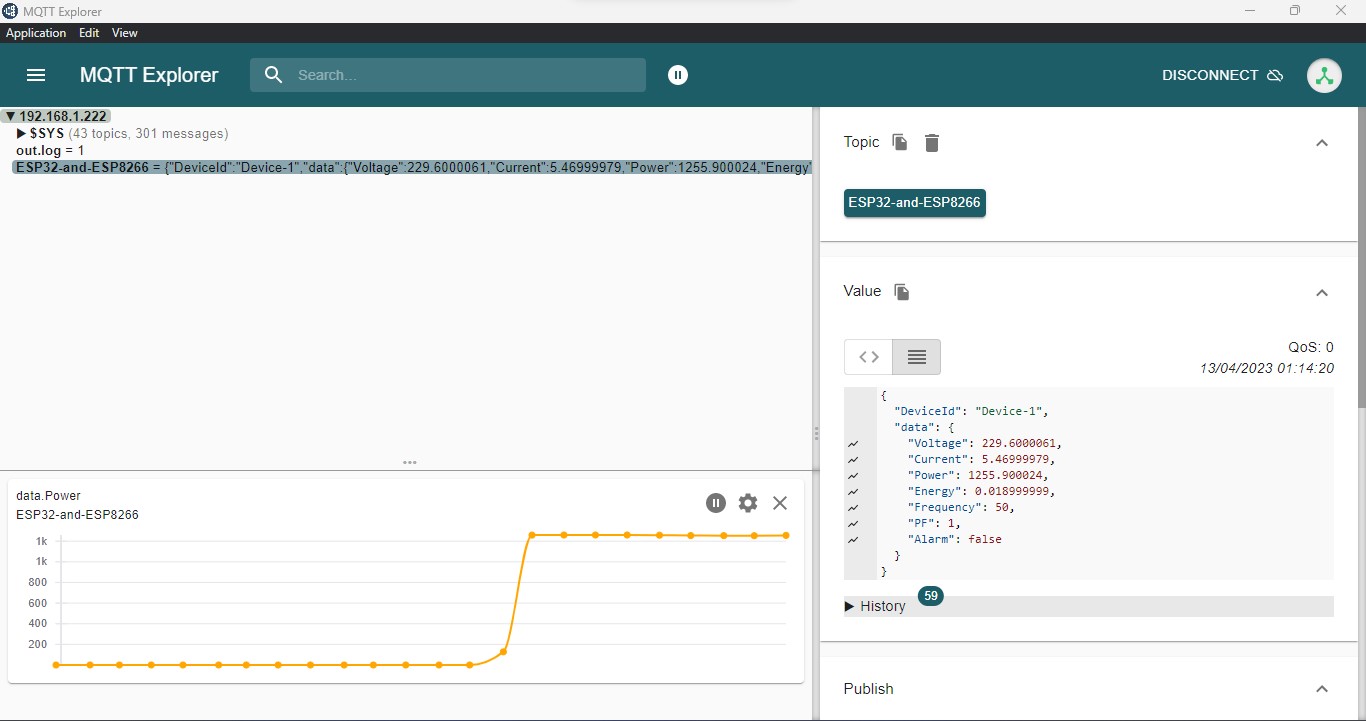 MQTT Explorer
Application Edit View
MQTT Explorer Search... DISCONNECT
▼ 192.168.1.222
▶ $SYS (43 topics, 301 messages)
out.log = 1
ESP32-and-ESP8266 = {"DeviceId":"Device-1","data":{"Voltage":229.6000061,"Current":5.46999979,"Power":1255.900024,"Energy"
data.Power
ESP32-and-ESP8266
1k
1k
800
600
400
200
Topic
ESP32-and-ESP8266
Value
QoS: 0
13/04/2023 01:14:20
{
"DeviceId": "Device-1",
"data": {
"Voltage": 229.6000061,
"Current": 5.46999979,
"Power": 1255.900024,
"Energy": 0.018999999,
"Frequency": 50,
"PF": 1,
"Alarm": false
}
}
▶ History 59
Publish